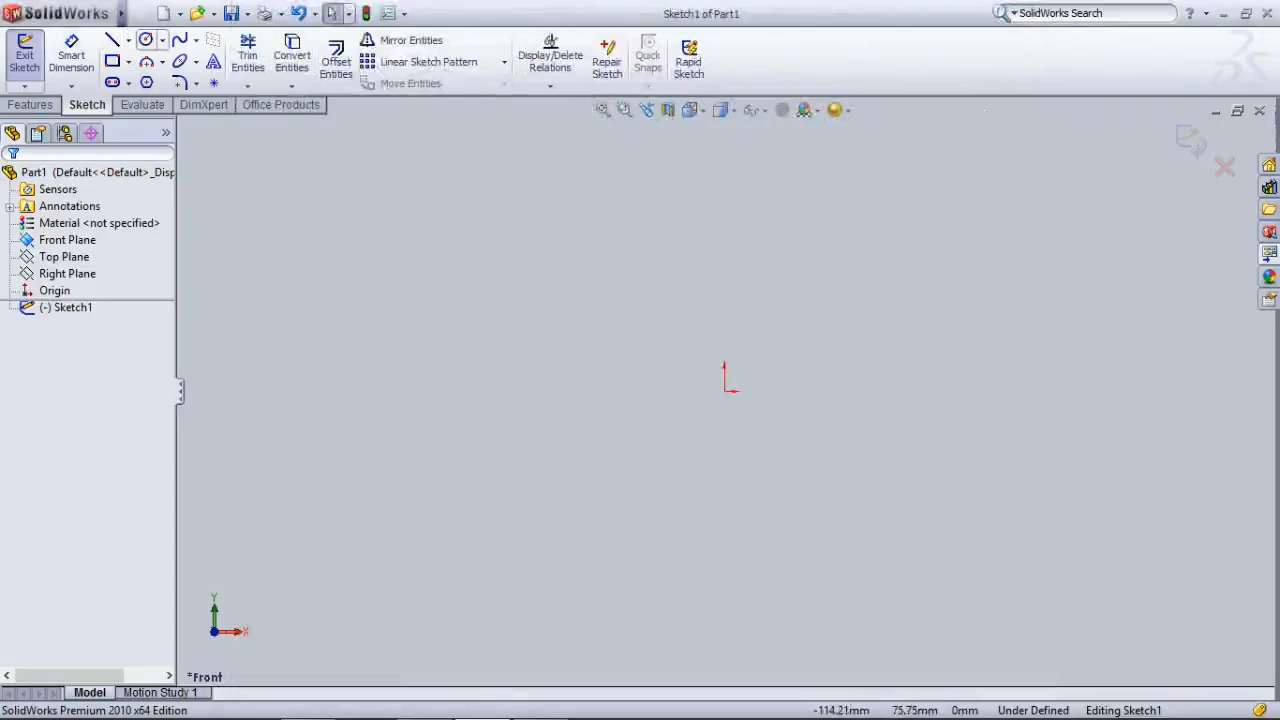 SolidWorks
Sketch1 of Part1
SolidWorks Search
?
Exit Sketch
Smart Dimension
Trim Entities
Convert Entities
Offset Entities
Mirror Entities
Linear Sketch Pattern
Move Entities
Display/Delete Relations
Repair Sketch
Quick Snaps
Rapid Sketch
Features
Sketch
Evaluate
DimXpert
Office Products
Part1 (Default<<Default>_Disp
Sensors
Annotations
Material <not specified>
Front Plane
Top Plane
Right Plane
Origin
(-) Sketch1
Y
X
*Front
Model
Motion Study 1
SolidWorks Premium 2010 x64 Edition
-114.21mm 75.75mm 0mm Under Defined Editing Sketch1